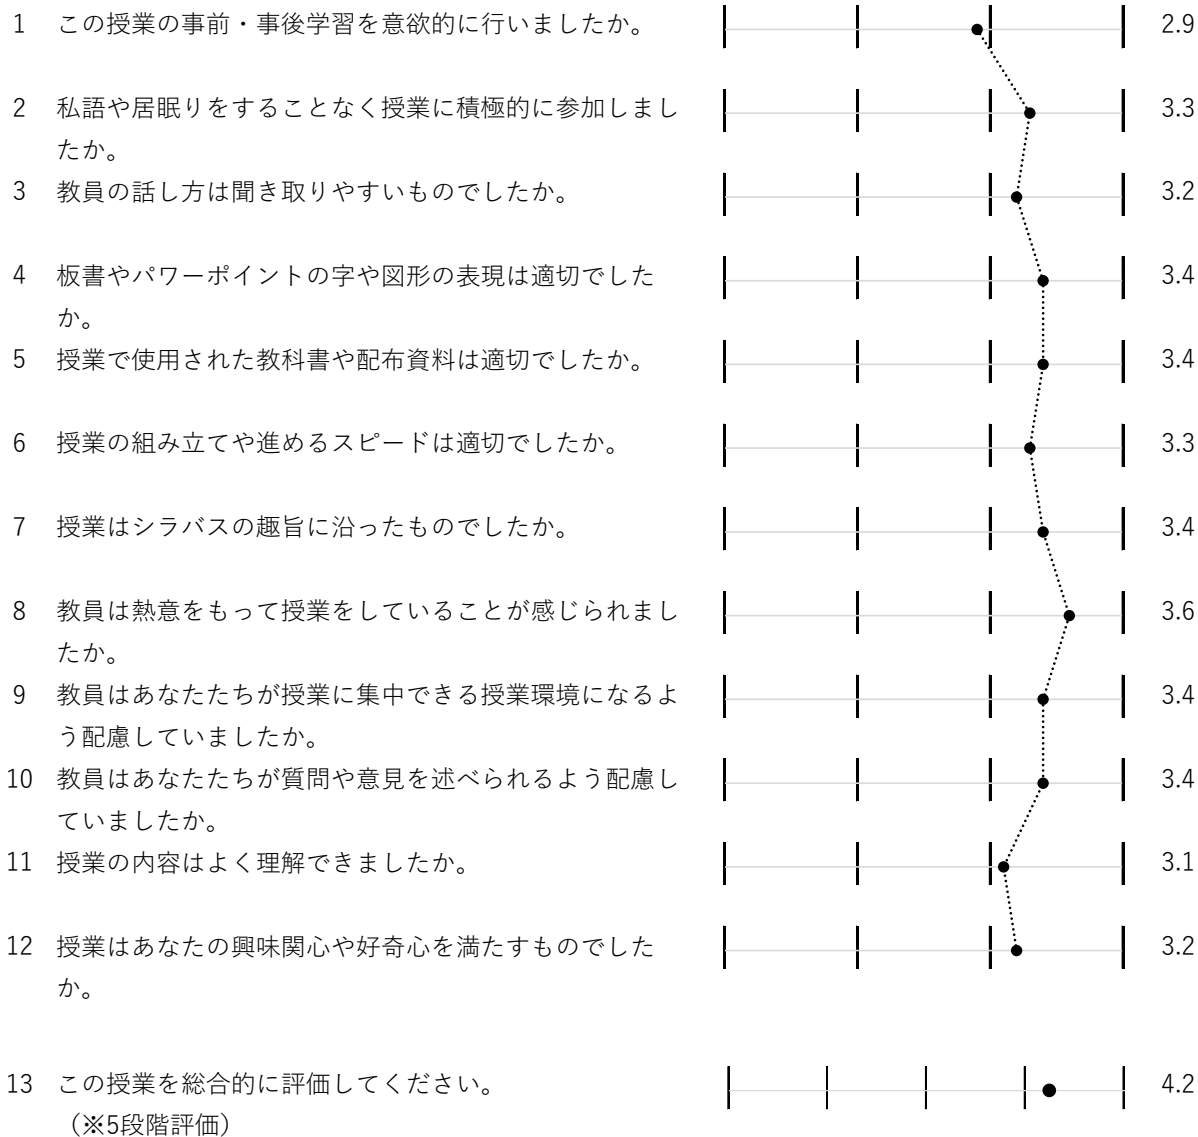 1 この授業の事前・事後学習を意欲的に行いましたか。 2.9
2 私語や居眠りをすることなく授業に積極的に参加しまし 3.3
たか。
3 教員の話し方は聞き取りやすいものでしたか。 3.2
4 板書やパワーポイントの字や図形の表現は適切でした 3.4
か。
5 授業で使用された教科書や配布資料は適切でしたか。 3.4
6 授業の組み立てや進めるスピードは適切でしたか。 3.3
7 授業はシラバスの趣旨に沿ったものでしたか。 3.4
8 教員は熱意をもって授業をしていることが感じられまし 3.6
たか。
9 教員はあなたたちが授業に集中できる授業環境になるよ 3.4
う配慮していましたか。
10 教員はあなたたちが質問や意見を述べられるよう配慮し 3.4
ていましたか。
11 授業の内容はよく理解できましたか。 3.1
12 授業はあなたの興味関心や好奇心を満たすものでした 3.2
か。
13 この授業を総合的に評価してください。 4.2
（※5段階評価）